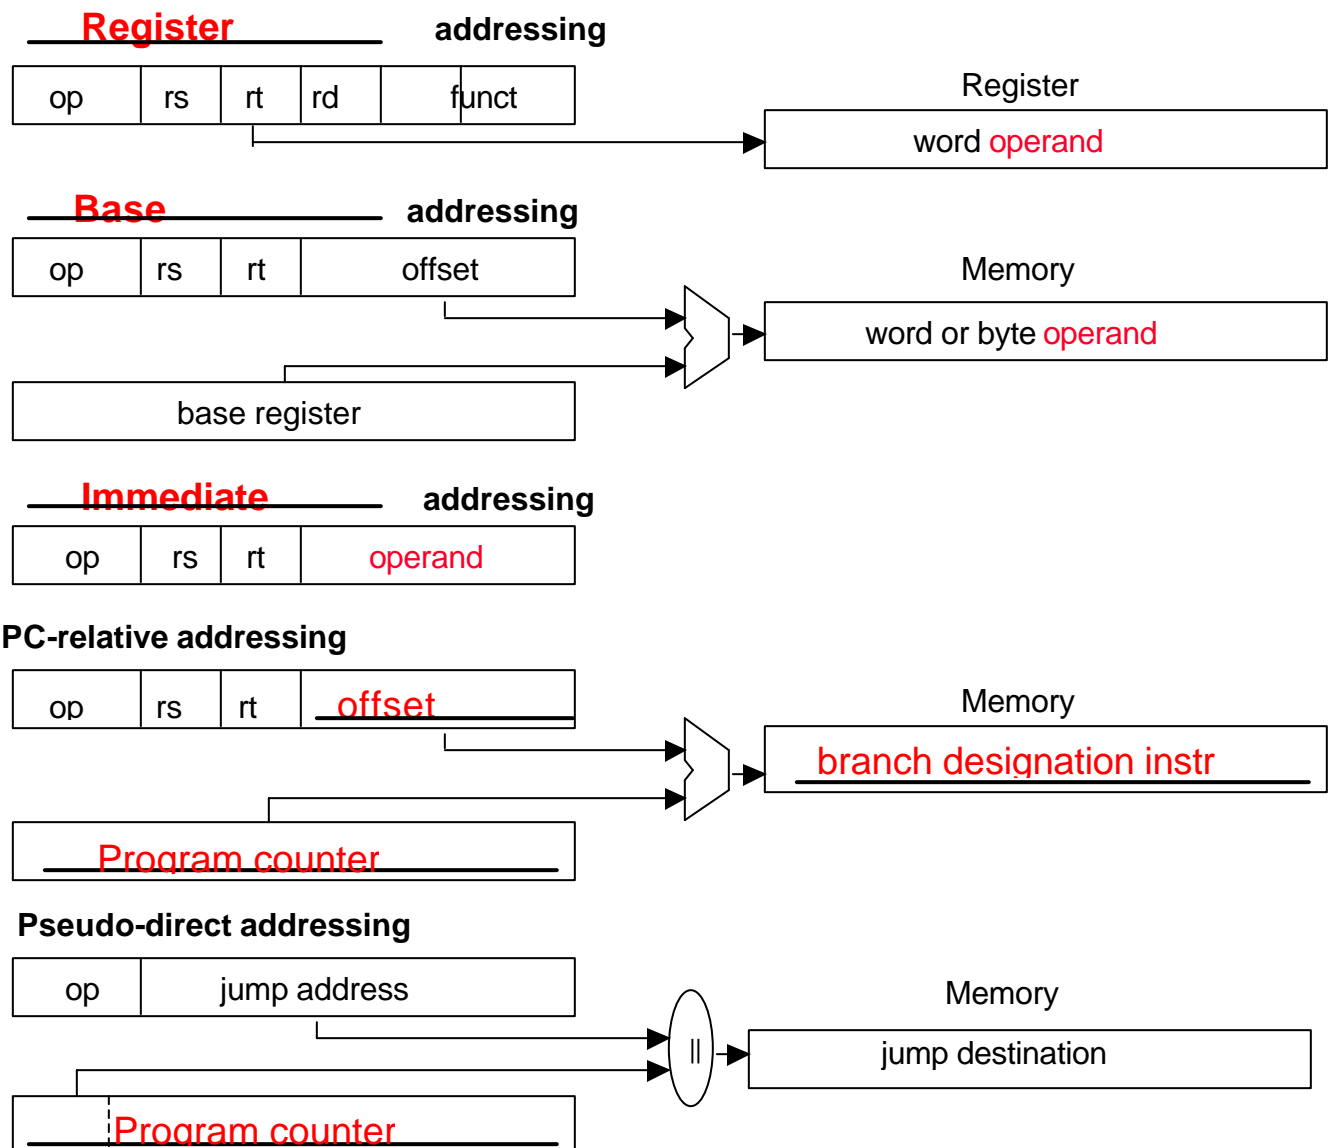 Register addressing
op rs rt rd funct
Register
word operand
Base addressing
op rs rt offset
Memory
word or byte operand
base register
Immediate addressing
op rs rt operand
PC-relative addressing
op rs rt offset
Memory
branch designation instr
Program counter
Pseudo-direct addressing
op jump address
Memory
||
jump destination
Program counter